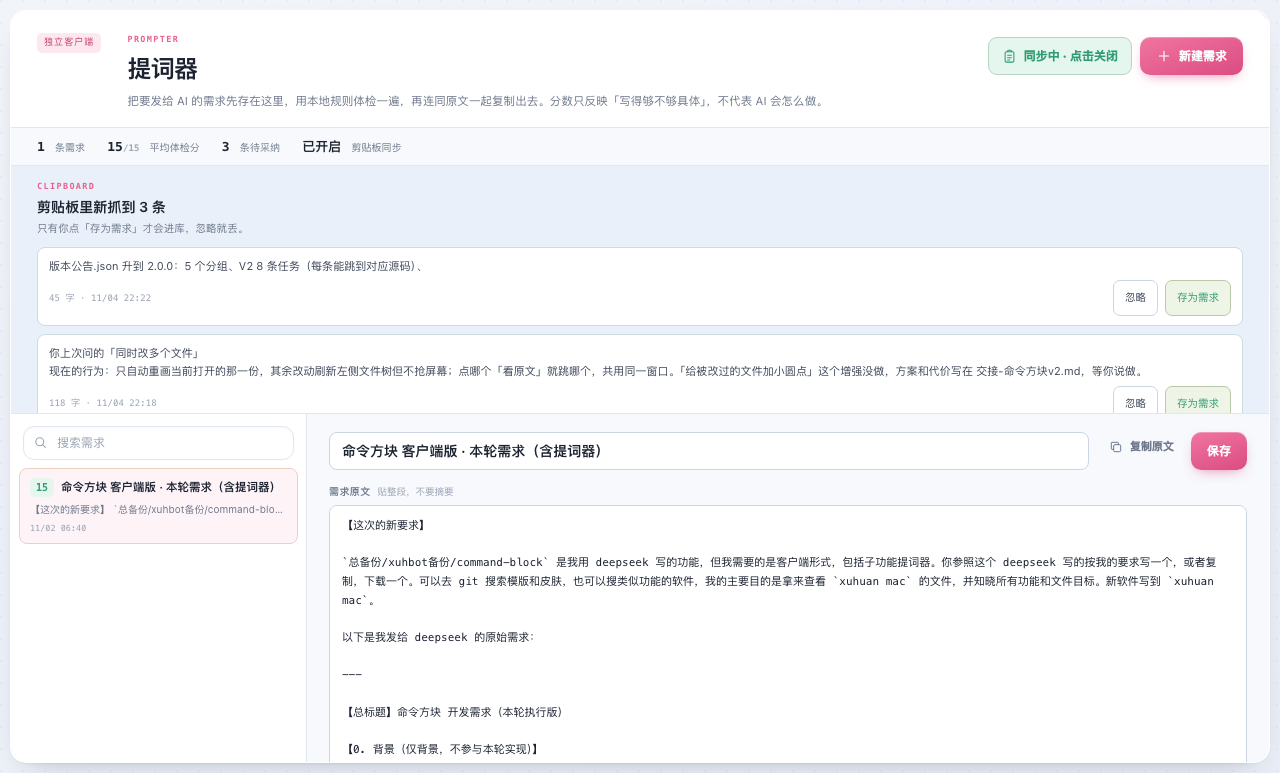 独立客户端
PROMPTER
提词器
把要发给 AI 的需求先存在这里，用本地规则体检一遍，再连同原文一起复制出去。分数只反映「写得够不够具体」，不代表 AI 会怎么做。
同步中 · 点击关闭
新建需求
1 条需求 15/15 平均体检分 3 条待采纳 已开启 剪贴板同步
CLIPBOARD
剪贴板里新抓到 3 条
只有你点「存为需求」才会进库，忽略就丢。
版本公告.json 升到 2.0.0：5 个分组、V2 8 条任务（每条能跳到对应源码）、
45 字 · 11/04 22:22
忽略
存为需求
你上次问的「同时改多个文件」
现在的行为：只自动重画当前打开的那一份，其余改动刷新左侧文件树但不抢屏幕；点哪个「看原文」就跳哪个，共用同一窗口。「给被改过的文件加小圆点」这个增强没做，方案和代价写在 交接-命令方块v2.md，等你说做。
118 字 · 11/04 22:18
忽略
存为需求
搜索需求
15 命令方块 客户端版 · 本轮需求（含提词器）
【这次的新要求】 `总备份/xuhbot备份/command-blo…
11/02 06:40
命令方块 客户端版 · 本轮需求（含提词器）
复制原文
保存
需求原文 贴整段，不要摘要
【这次的新要求】
`总备份/xuhbot备份/command-block` 是我用 deepseek 写的功能，但我需要的是客户端形式，包括子功能提词器。你参照这个 deepseek 写的按我的要求写一个，或者复
制，下载一个。可以去 git 搜索模版和皮肤，也可以搜类似功能的软件，我的主要目的是拿来查看 `xuhuan mac` 的文件，并知晓所有功能和文件目标。新软件写到 `xuhuan
mac`。
以下是我发给 deepseek 的原始需求：
———
【总标题】命令方块 开发需求（本轮执行版）
【0. 背景（仅背景，不参与本轮实现）】